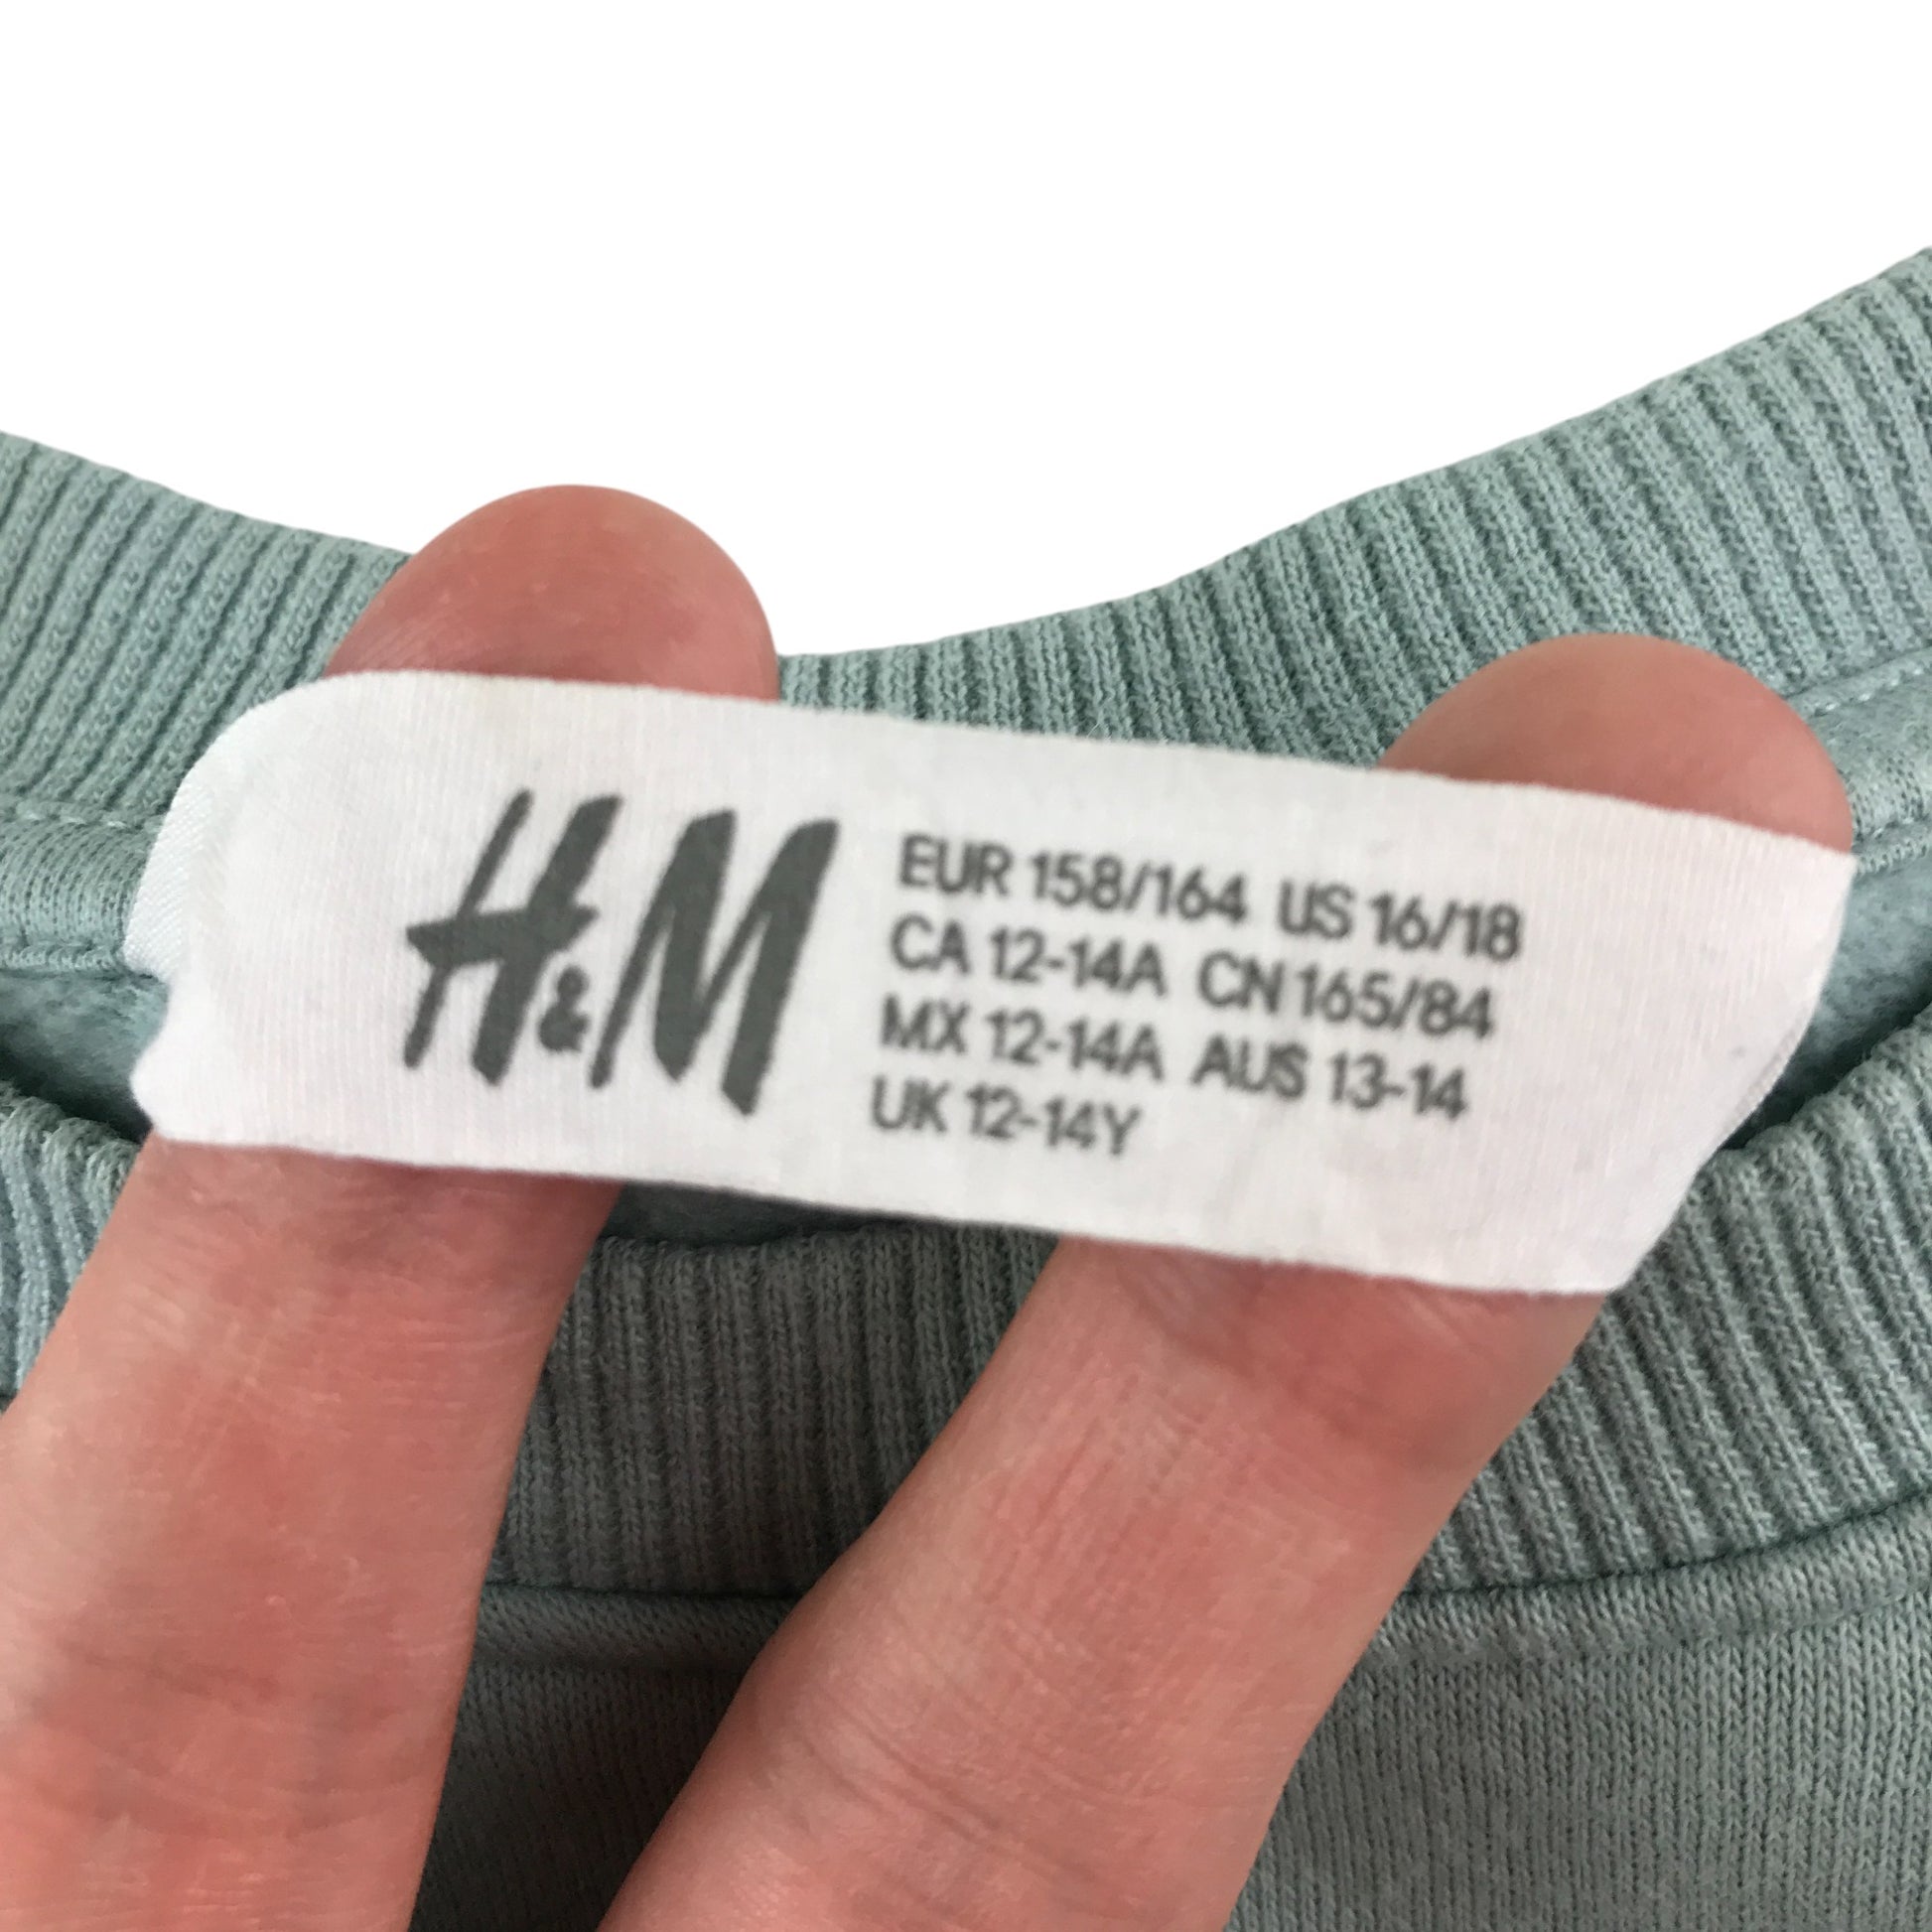 H&M
EUR 158/164 US 16/18
CA 12-14A CN 165/84
MX 12-14A AUS 13-14
UK 12-14Y